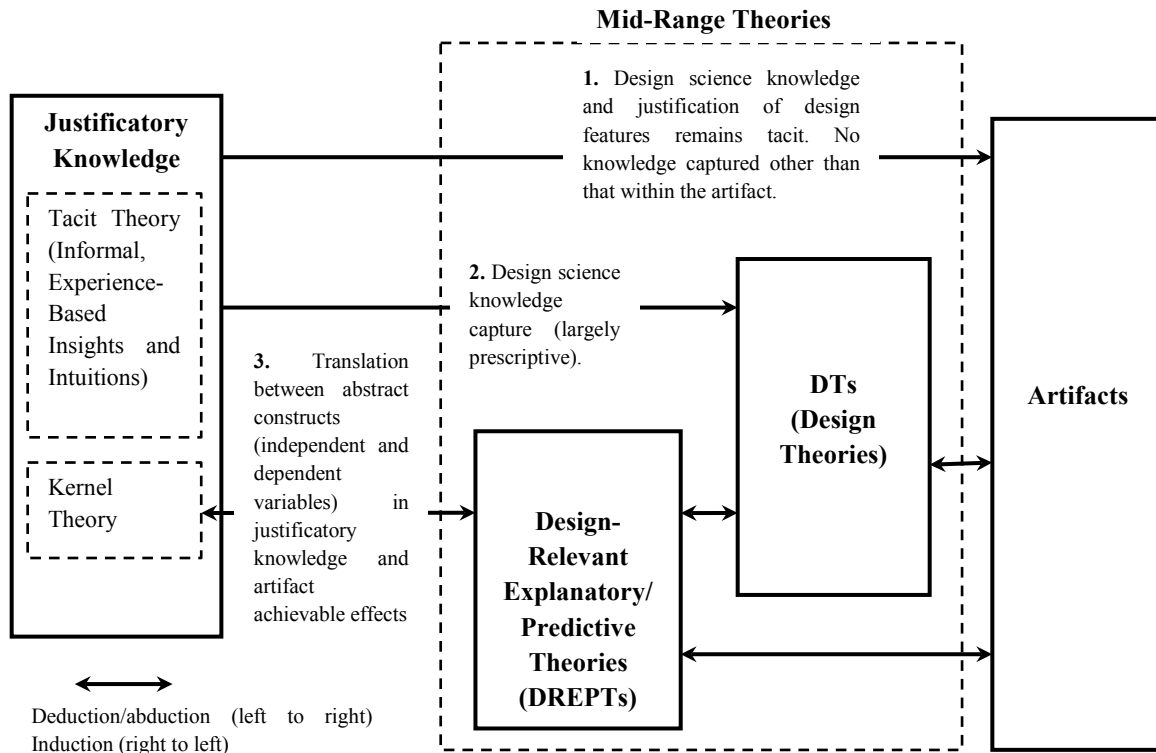 Mid-Range Theories
1. Design science knowledge
and justification of design
features remains tacit. No
knowledge captured other than
that within the artifact.
Justificatory
Knowledge
Tacit Theory
(Informal,
Experience-
Based
Insights and
Intuitions)
Kernel
Theory
2. Design science
knowledge
capture (largely
prescriptive).
3. Translation
between abstract
constructs
(independent and
dependent
variables) in
justificatory
knowledge and
artifact
achievable effects
DTs
(Design
Theories)
Design-
Relevant
Explanatory/
Predictive
Theories
(DREPTs)
Artifacts
Deduction/abduction (left to right)
Induction (right to left)